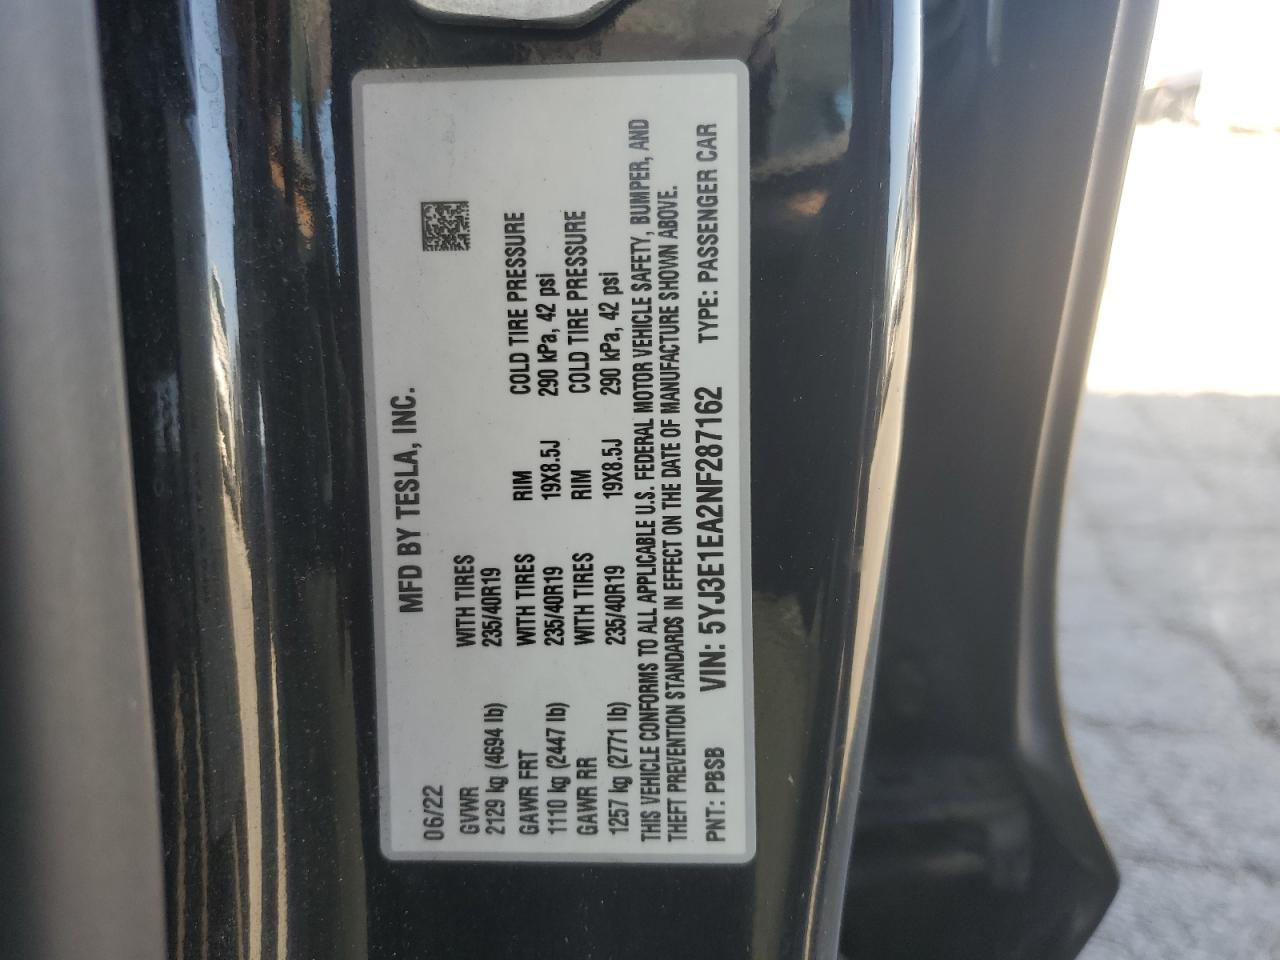 MFD BY TESLA, INC.
06/22
GVWR WITH TIRES
2129 kg (4694 lb) 235/40R19
GAWR FRT WITH TIRES RIM COLD TIRE PRESSURE
1110 kg (2447 lb) 235/40R19 19X8.5J 290 kPa, 42 psi
GAWR RR WITH TIRES RIM COLD TIRE PRESSURE
1257 kg (2771 lb) 235/40R19 19X8.5J 290 kPa, 42 psi
THIS VEHICLE CONFORMS TO ALL APPLICABLE U.S. FEDERAL MOTOR VEHICLE SAFETY, BUMPER, AND
THEFT PREVENTION STANDARDS IN EFFECT ON THE DATE OF MANUFACTURE SHOWN ABOVE.
PNT: PBSB VIN: 5YJ3E1EA2NF287162 TYPE: PASSENGER CAR